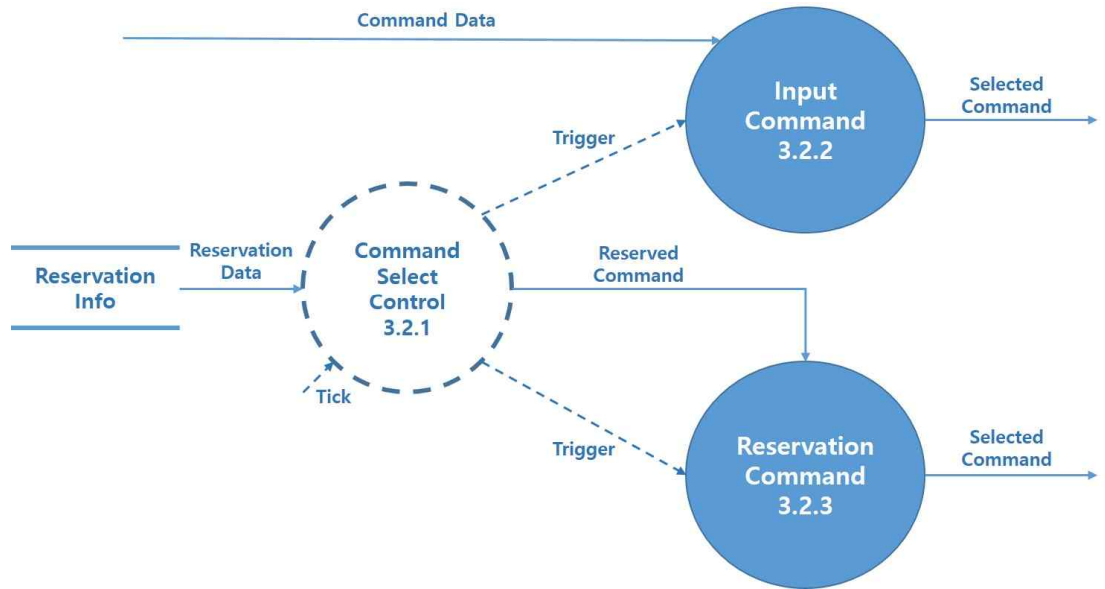 Command Data
Input
Command
3.2.2
Selected
Command
Trigger
Reservation
Info
Reservation
Data
Command
Select
Control
3.2.1
Reserved
Command
Tick
Trigger
Reservation
Command
3.2.3
Selected
Command